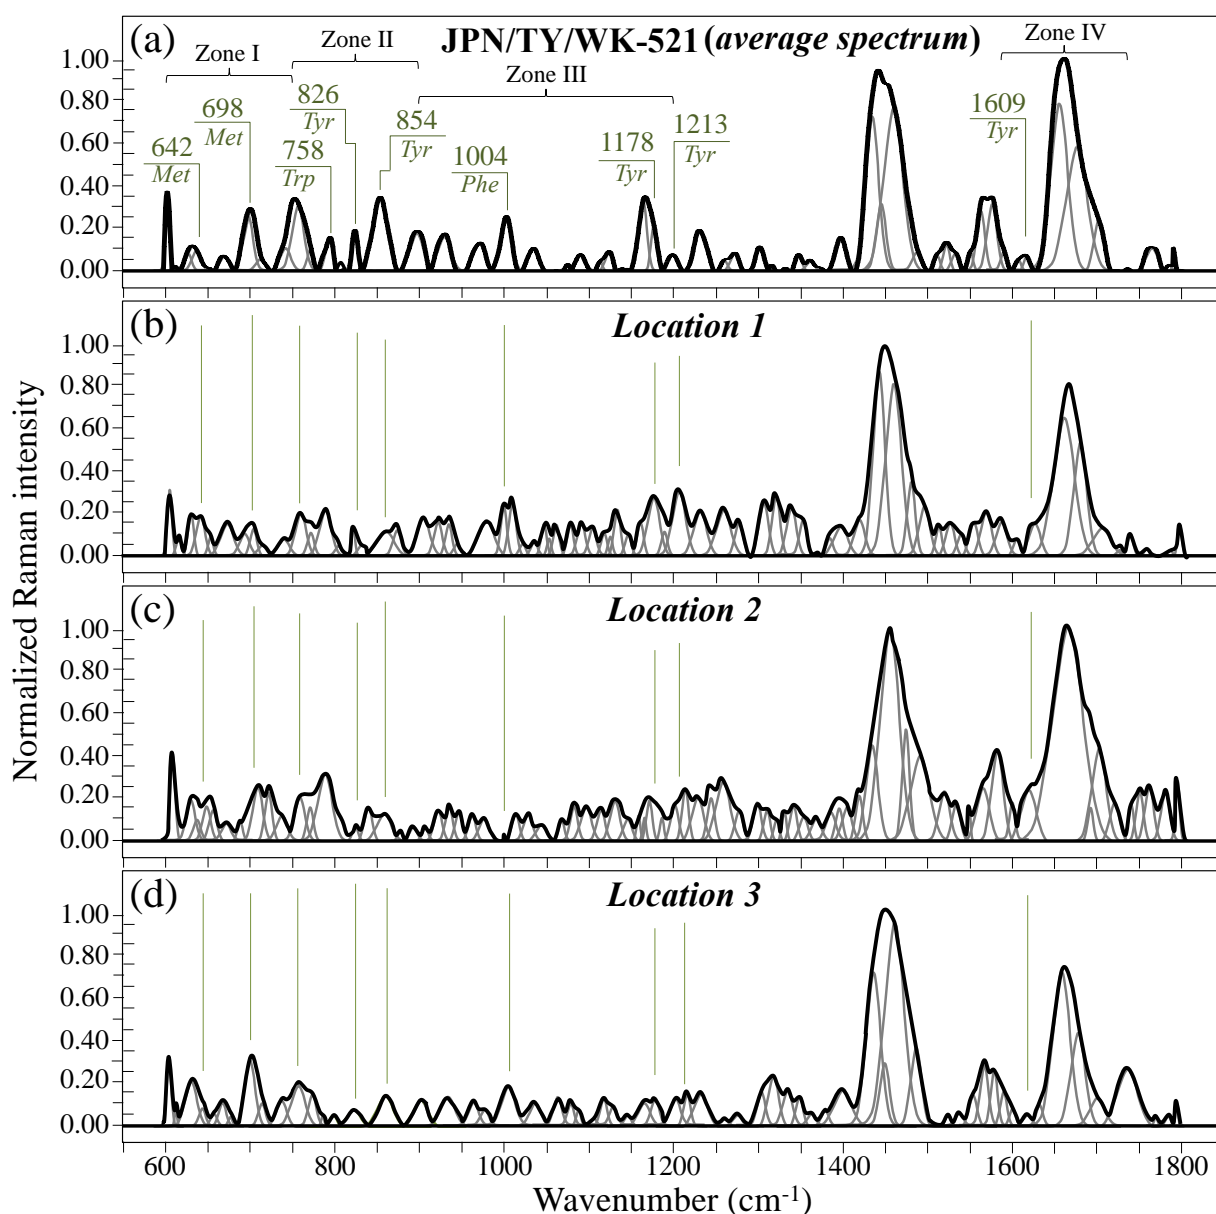 (a)
JPN/TY/WK-521 (average spectrum)
Zone I
Zone II
Zone III
Zone IV
642
Met
698
Met
758
Trp
826
Tyr
854
Tyr
1004
Phe
1178
Tyr
1213
Tyr
1609
Tyr
1.00
0.80
0.60
0.40
0.20
0.00
(b)
Location 1
1.00
0.80
0.60
0.40
0.20
0.00
(c)
Location 2
1.00
0.80
0.60
0.40
0.20
0.00
(d)
Location 3
1.00
0.80
0.60
0.40
0.20
0.00
Normalized Raman intensity
600 800 1000 1200 1400 1600 1800
Wavenumber (cm-1)